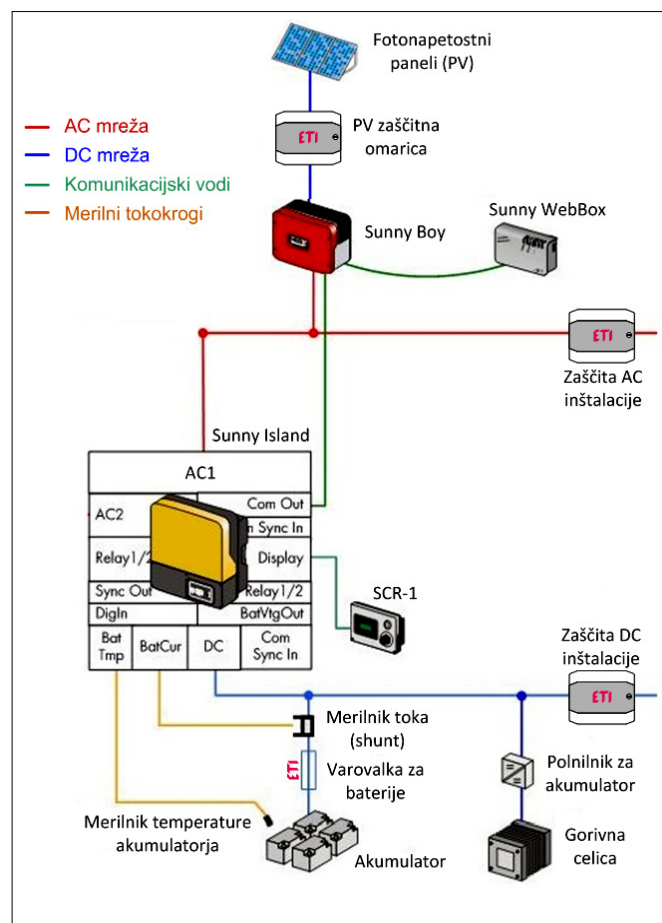 Fotonapetostni
paneli (PV)
ETI
PV zaščitna
omarica
AC mreža
DC mreža
Komunikacijski vodi
Merilni tokokrogi
Sunny Boy
Sunny WebBox
ETI
Zaščita AC
inštalacije
Sunny Island
AC1
Com Out
AC2
n Sync In
Relay1/2
Display
Sync Out
Relay1/2
DigIn
BatVtgOut
Bat
Tmp
BatCur
DC
Com
Sync In
SCR-1
Zaščita DC
inštalacije
ETI
Merilnik toka
(shunt)
ETI
Varovalka za
baterije
Polnilnik za
akumulator
Merilnik temperature
akumulatorja
Akumulator
Gorivna
celica